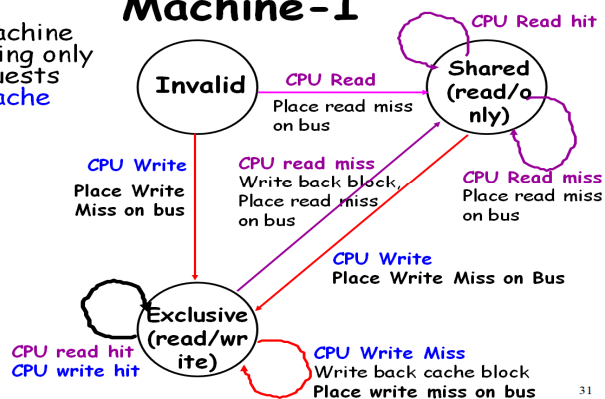 Machine-I
achine
ing only
uests
ache
CPU Read hit
Invalid
CPU Read
Place read miss
on bus
Shared
(read/o
nly)
CPU Write
Place Write
Miss on bus
CPU read miss
Write back block,
Place read miss
on bus
CPU Read miss
Place read miss
on bus
CPU Write
Place Write Miss on Bus
Exclusive
(read/wr
ite)
CPU read hit
CPU write hit
CPU Write Miss
Write back cache block
Place write miss on bus
31